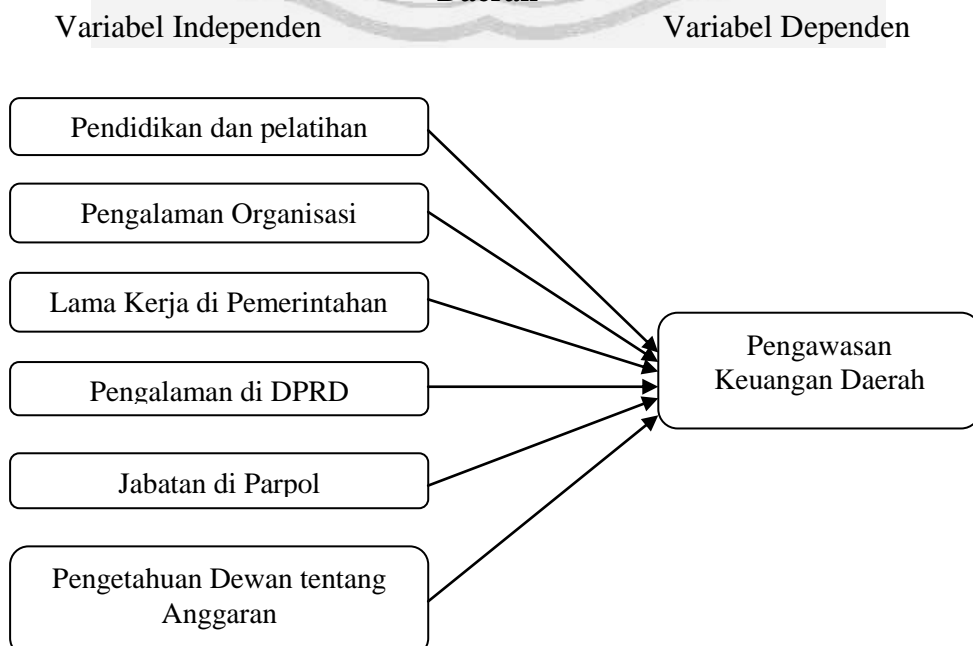 Variabel Independen Variabel Dependen
Pendidikan dan pelatihan
Pengalaman Organisasi
Lama Kerja di Pemerintahan
Pengalaman di DPRD
Jabatan di Parpol
Pengetahuan Dewan tentang
Anggaran
Pengawasan
Keuangan Daerah